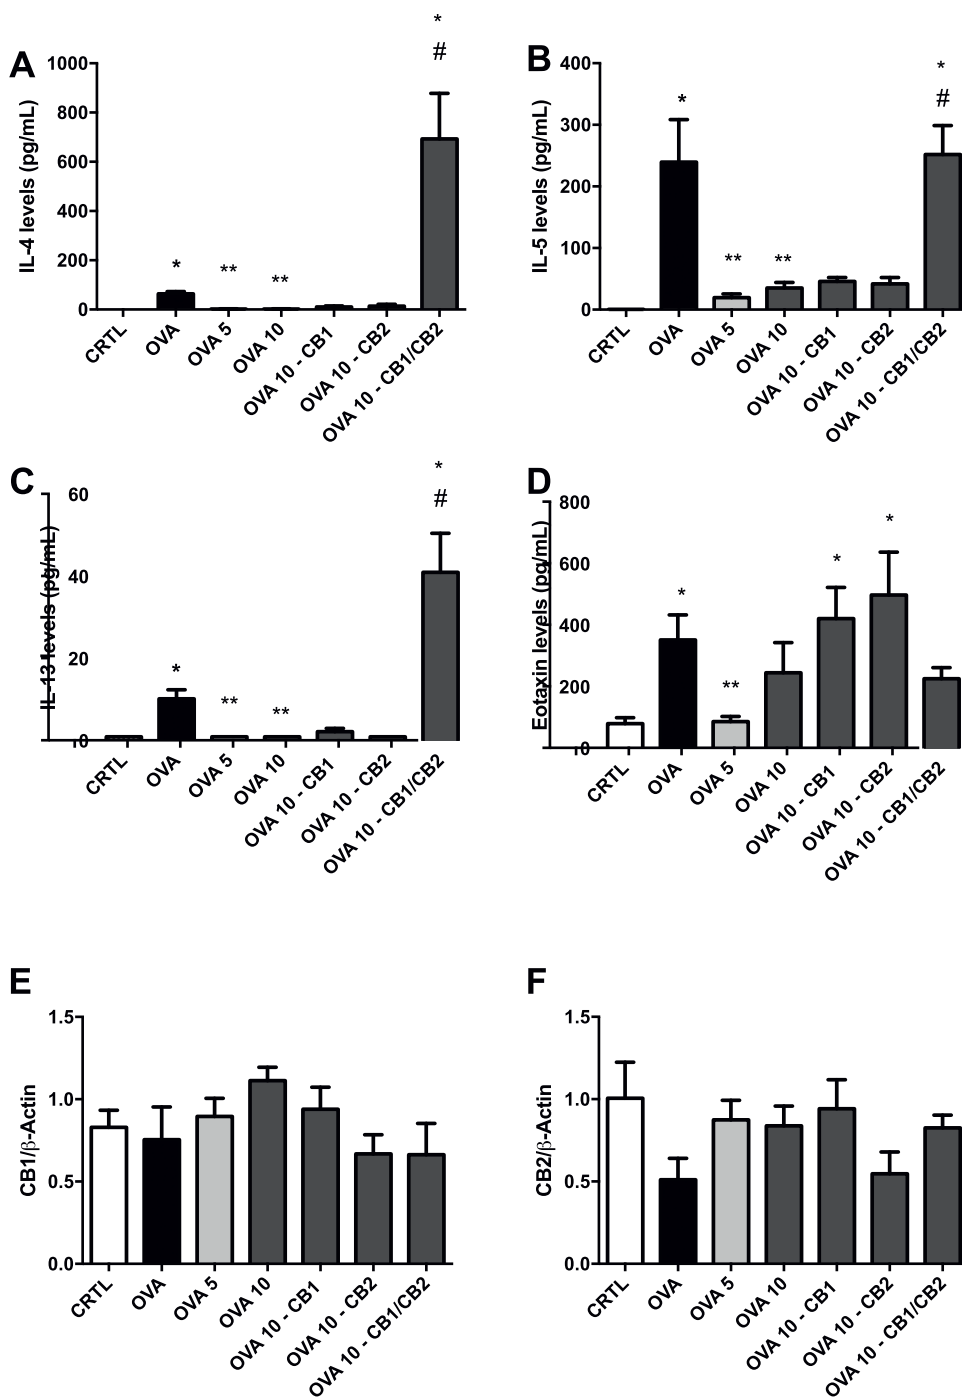 A
IL-4 levels (pg/mL)
1000
800
600
400
200
0
*
**
**
*
#
CRTL
OVA
OVA 5
OVA 10
OVA 10 - CB1
OVA 10 - CB2
OVA 10 - CB1/CB2
B
IL-5 levels (pg/mL)
400
300
200
100
0
*
**
**
*
#
CRTL
OVA
OVA 5
OVA 10
OVA 10 - CB1
OVA 10 - CB2
OVA 10 - CB1/CB2
C
IL-13 levels (pg/mL)
60
40
20
0
*
**
**
*
#
CRTL
OVA
OVA 5
OVA 10
OVA 10 - CB1
OVA 10 - CB2
OVA 10 - CB1/CB2
D
Eotaxin levels (pg/mL)
800
600
400
200
0
*
**
*
*
CRTL
OVA
OVA 5
OVA 10
OVA 10 - CB1
OVA 10 - CB2
OVA 10 - CB1/CB2
E
CB1/β-Actin
1.5
1.0
0.5
0.0
CRTL
OVA
OVA 5
OVA 10
OVA 10 - CB1
OVA 10 - CB2
OVA 10 - CB1/CB2
F
CB2/β-Actin
1.5
1.0
0.5
0.0
CRTL
OVA
OVA 5
OVA 10
OVA 10 - CB1
OVA 10 - CB2
OVA 10 - CB1/CB2